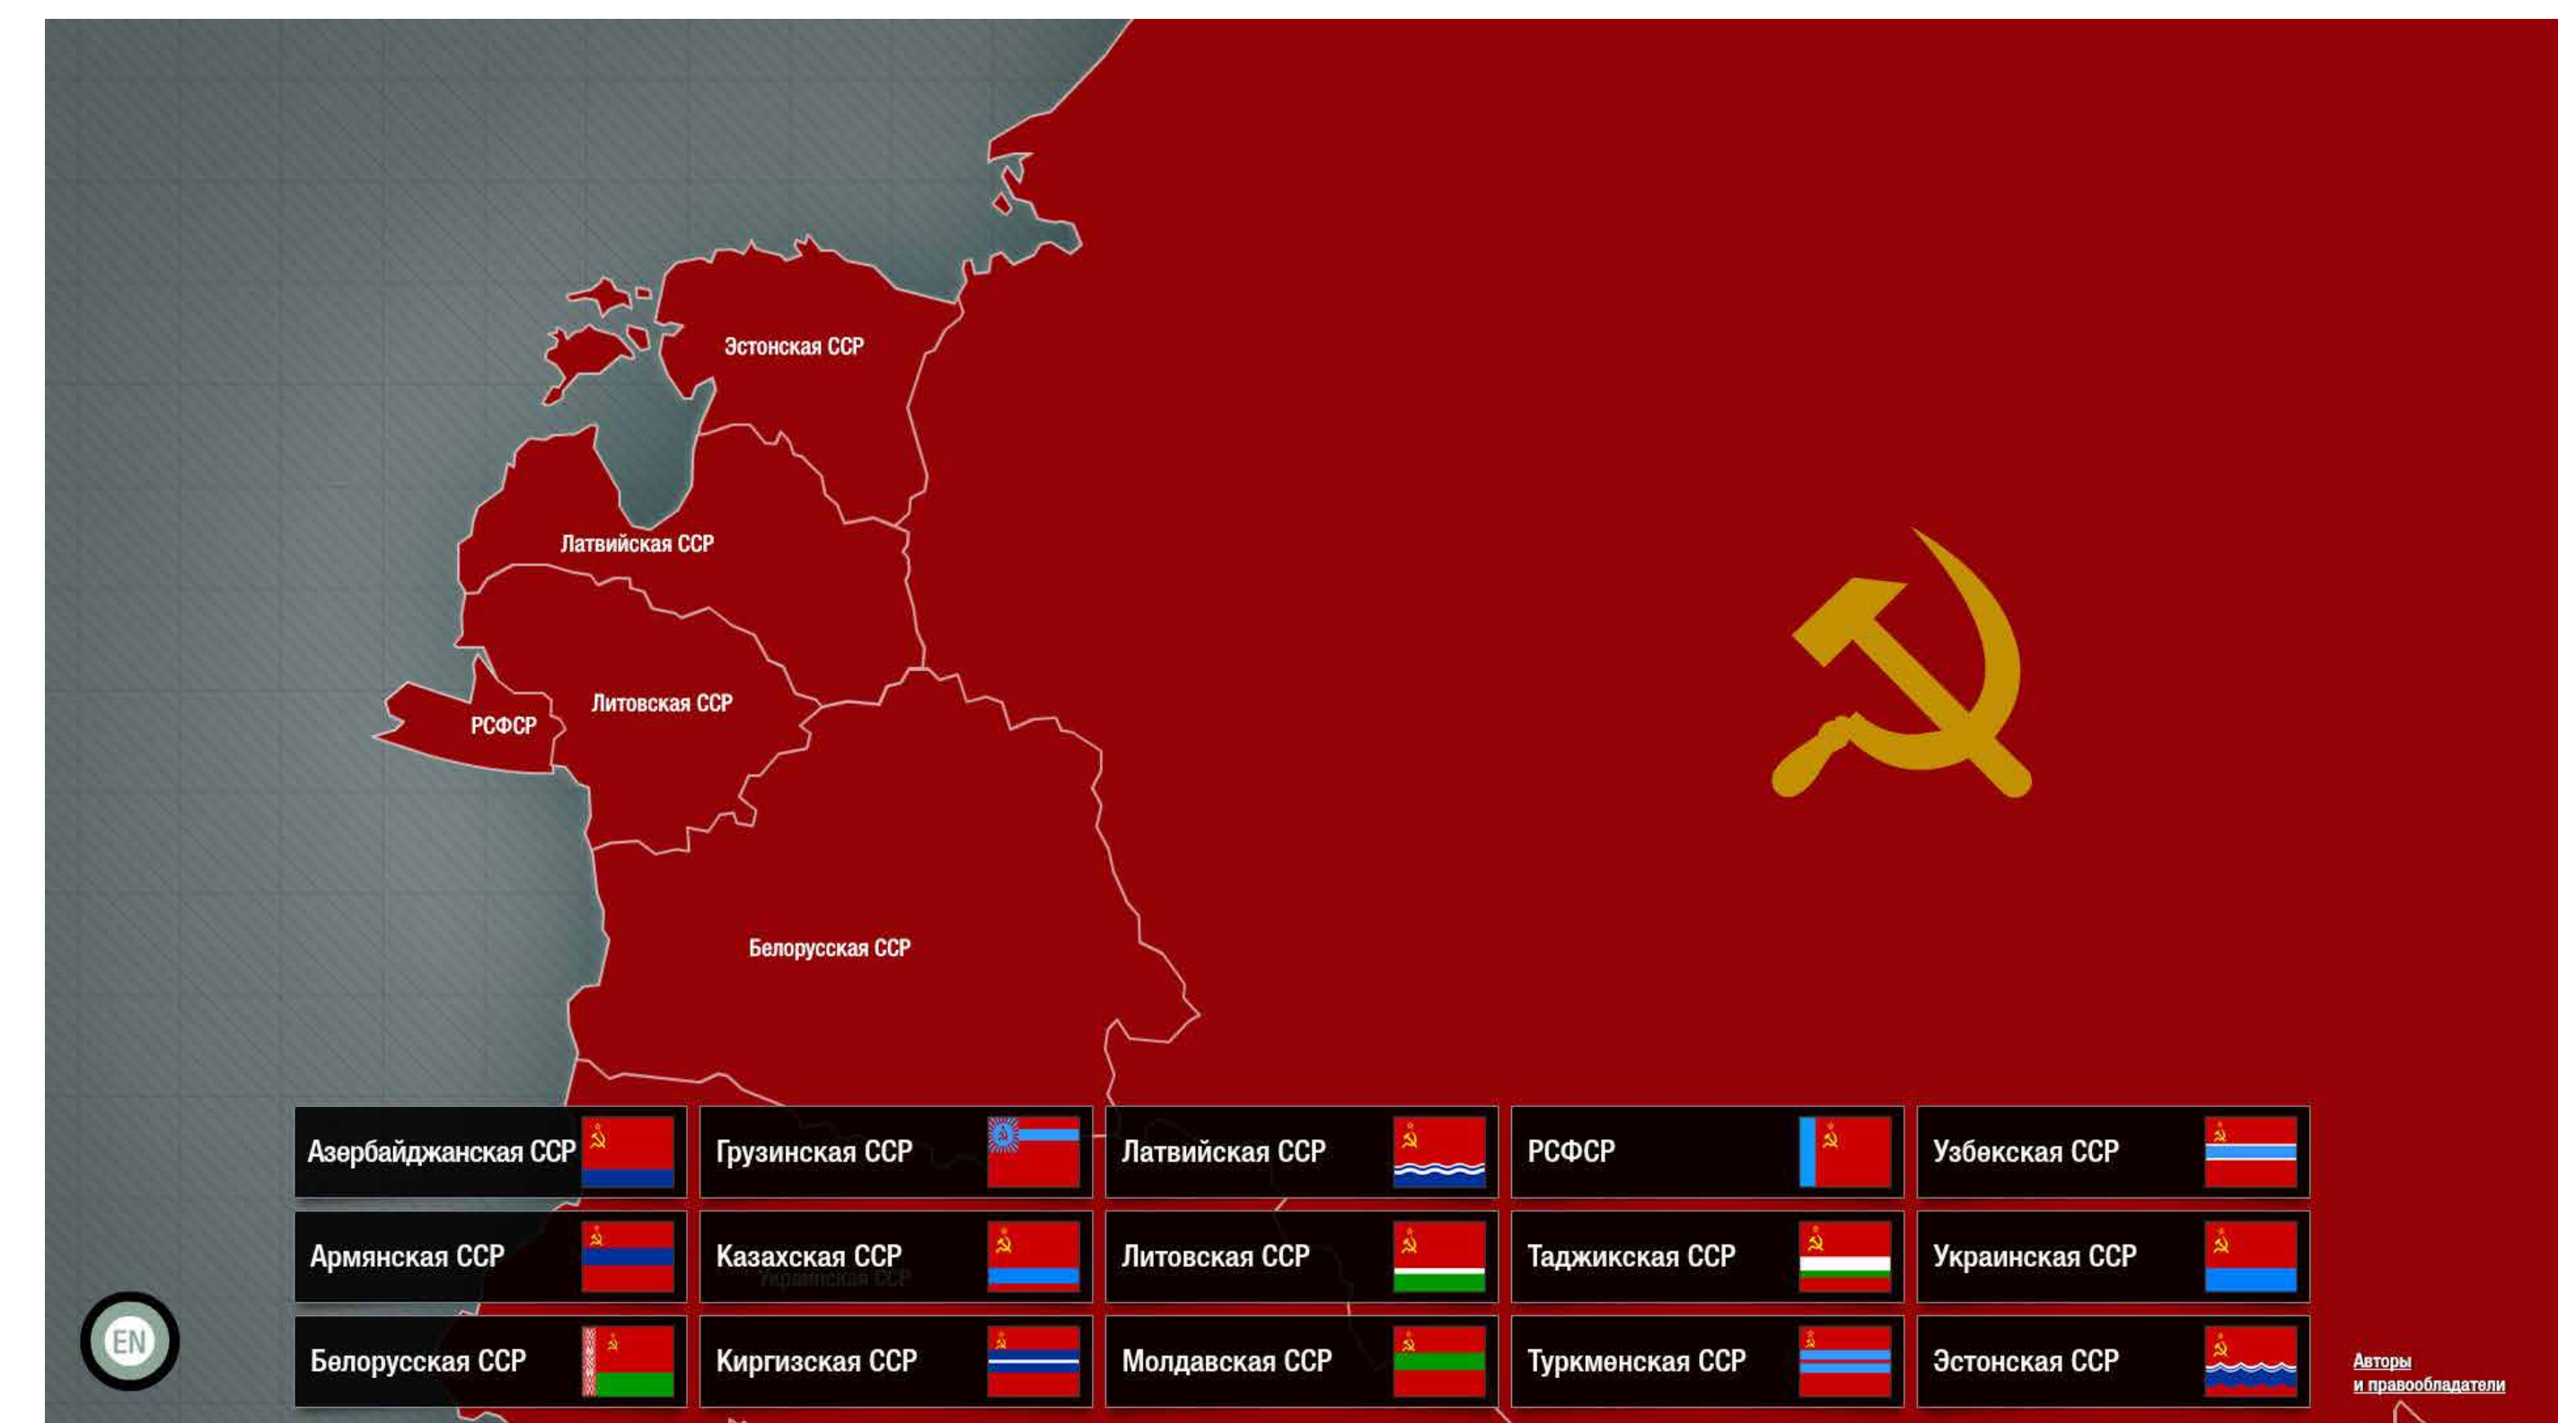 Эстонская ССР
Латвийская ССР
Литовская ССР
РСФСР
Белорусская ССР
Азербайджанская ССР
Грузинская ССР
Латвийская ССР
РСФСР
Узбекская ССР
Армянская ССР
Казахская ССР
Украинская ССР
Литовская ССР
Таджикская ССР
Украинская ССР
Белорусская ССР
Киргизская ССР
Молдавская ССР
Туркменская ССР
Эстонская ССР
EN
Авторы
и правообладатели